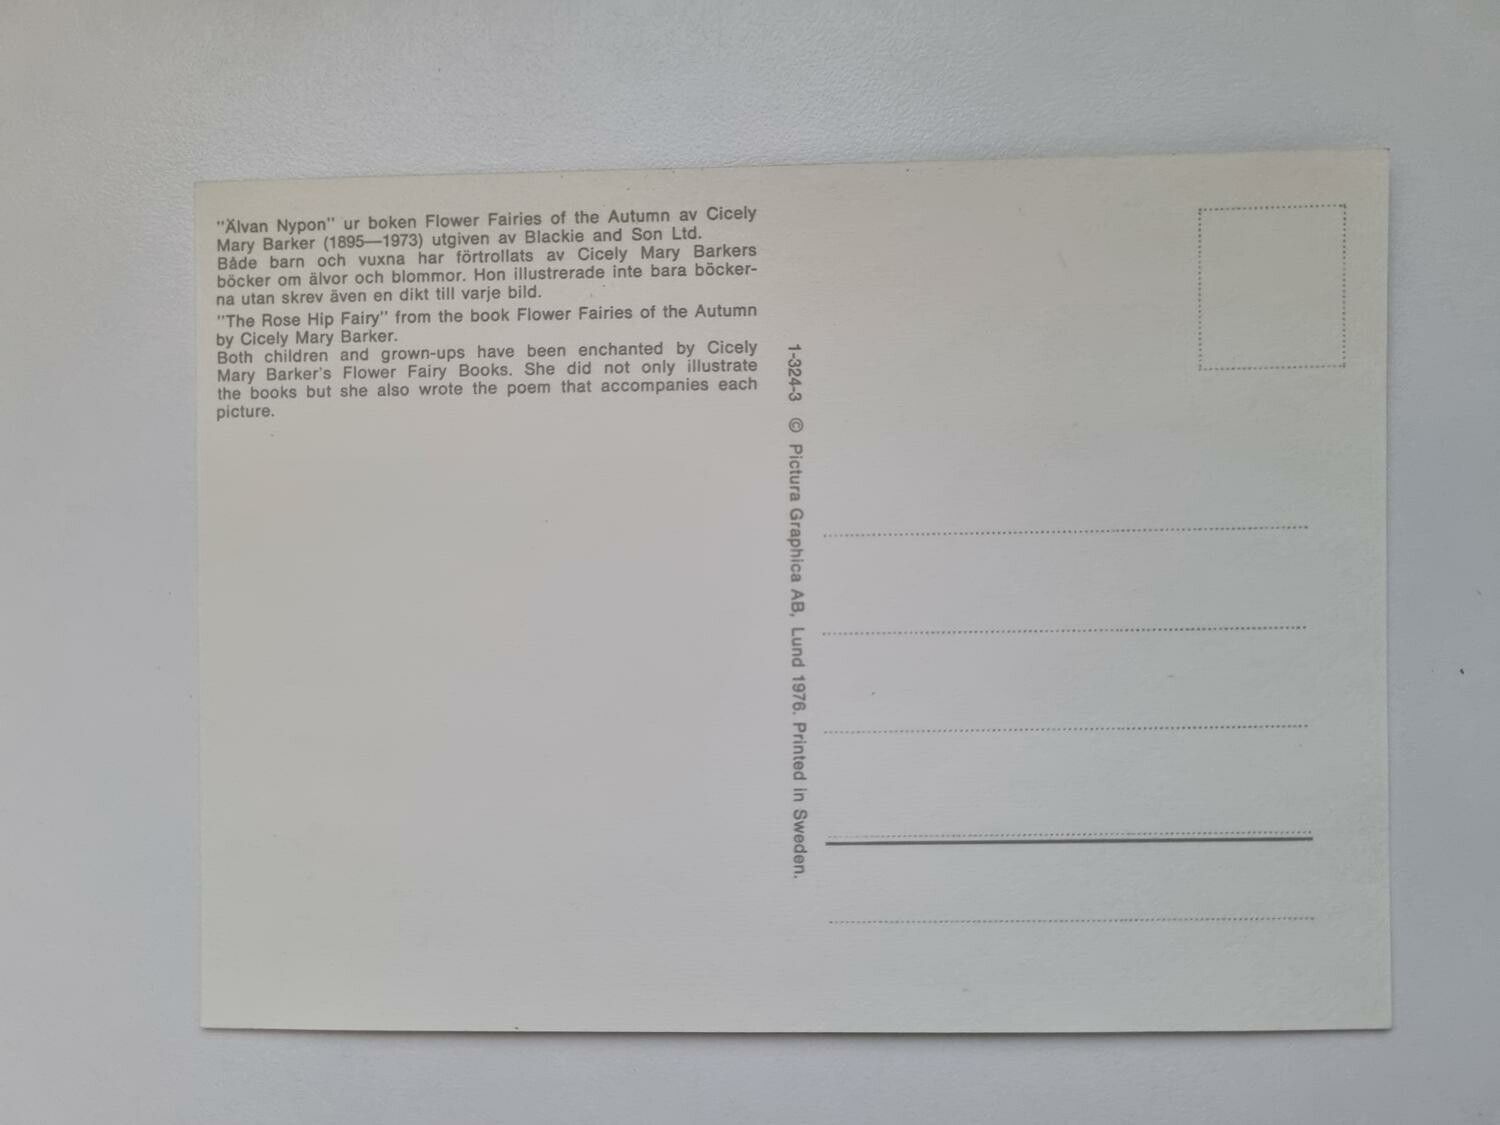 "Älvan Nypon" ur boken Flower Fairies of the Autumn av Cicely
Mary Barker (1895—1973) utgiven av Blackie and Son Ltd.
Både barn och vuxna har förtrollats av Cicely Mary Barkers
böcker om älvor och blommor. Hon illustrerade inte bara böcker-
na utan skrev även en dikt till varje bild.
"The Rose Hip Fairy" from the book Flower Fairies of the Autumn
by Cicely Mary Barker.
Both children and grown-ups have been enchanted by Cicely
Mary Barker's Flower Fairy Books. She did not only illustrate
the books but she also wrote the poem that accompanies each
picture.
1-324-3 © Pictura Graphica AB, Lund 1976. Printed in Sweden.